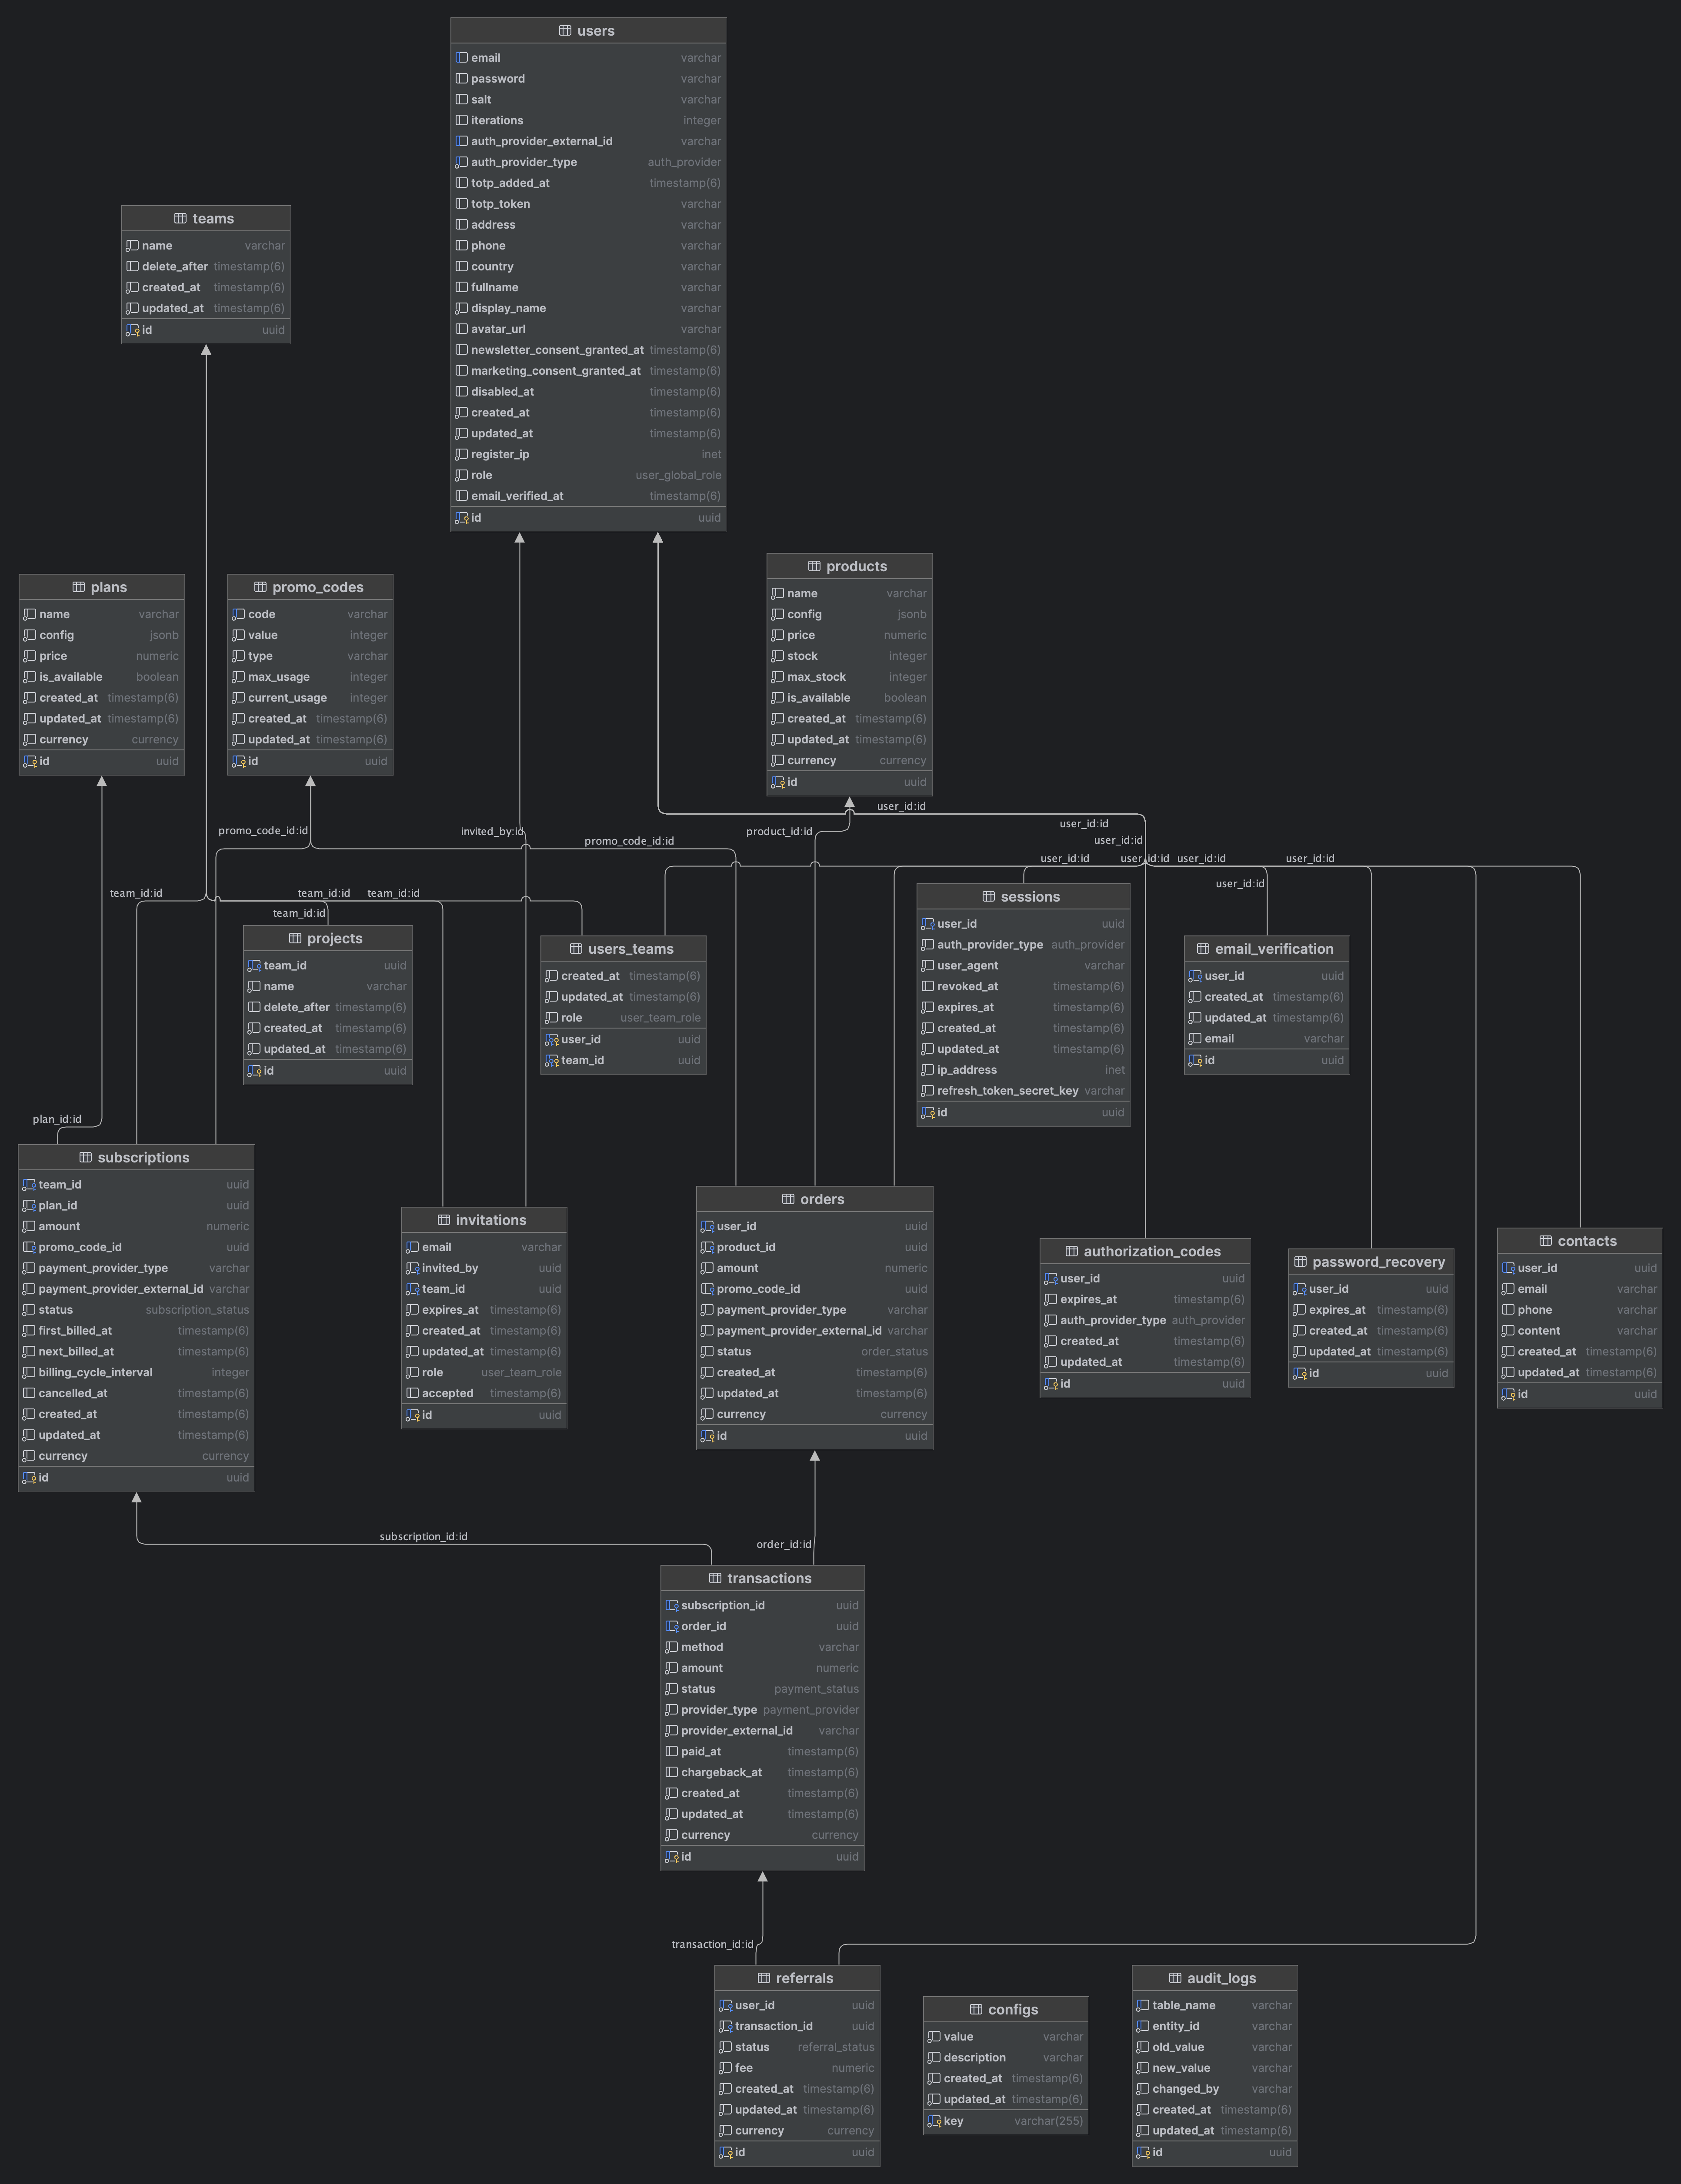 users
email varchar
password varchar
salt varchar
iterations integer
auth_provider_external_id varchar
auth_provider_type auth_provider
totp_added_at timestamp(6)
totp_token varchar
address varchar
phone varchar
country varchar
fullname varchar
display_name varchar
avatar_url varchar
newsletter_consent_granted_at timestamp(6)
marketing_consent_granted_at timestamp(6)
disabled_at timestamp(6)
created_at timestamp(6)
updated_at timestamp(6)
register_ip inet
role user_global_role
email_verified_at timestamp(6)
id uuid
teams
name varchar
delete_after timestamp(6)
created_at timestamp(6)
updated_at timestamp(6)
id uuid
plans
name varchar
config jsonb
price numeric
is_available boolean
created_at timestamp(6)
updated_at timestamp(6)
currency currency
id uuid
promo_codes
code varchar
value integer
type varchar
max_usage integer
current_usage integer
created_at timestamp(6)
updated_at timestamp(6)
id uuid
products
name varchar
config jsonb
price numeric
stock integer
max_stock integer
is_available boolean
created_at timestamp(6)
updated_at timestamp(6)
currency currency
id uuid
user_id:id
user_id:id
promo_code_id:id
invited_by:id
product_id:id
user_id:id
promo_code_id:id
user_id:id
user_id:id
user_id:id
user_id:id
user_id:id
team_id:id
team_id:id
team_id:id
team_id:id
projects
team_id uuid
name varchar
delete_after timestamp(6)
created_at timestamp(6)
updated_at timestamp(6)
id uuid
users_teams
created_at timestamp(6)
updated_at timestamp(6)
role user_team_role
user_id uuid
team_id uuid
sessions
user_id uuid
auth_provider_type auth_provider
user_agent varchar
revoked_at timestamp(6)
expires_at timestamp(6)
created_at timestamp(6)
updated_at timestamp(6)
ip_address inet
refresh_token_secret_key varchar
id uuid
email_verification
user_id uuid
created_at timestamp(6)
updated_at timestamp(6)
email varchar
id uuid
plan_id:id
subscriptions
team_id uuid
plan_id uuid
amount numeric
promo_code_id uuid
payment_provider_type varchar
payment_provider_external_id varchar
status subscription_status
first_billed_at timestamp(6)
next_billed_at timestamp(6)
billing_cycle_interval integer
cancelled_at timestamp(6)
created_at timestamp(6)
updated_at timestamp(6)
currency currency
id uuid
invitations
email varchar
invited_by uuid
team_id uuid
expires_at timestamp(6)
created_at timestamp(6)
updated_at timestamp(6)
role user_team_role
accepted timestamp(6)
id uuid
orders
user_id uuid
product_id uuid
amount numeric
promo_code_id uuid
payment_provider_type varchar
payment_provider_external_id varchar
status order_status
created_at timestamp(6)
updated_at timestamp(6)
currency currency
id uuid
authorization_codes
user_id uuid
expires_at timestamp(6)
auth_provider_type auth_provider
created_at timestamp(6)
updated_at timestamp(6)
id uuid
password_recovery
user_id uuid
expires_at timestamp(6)
created_at timestamp(6)
updated_at timestamp(6)
id uuid
contacts
user_id uuid
email varchar
phone varchar
content varchar
created_at timestamp(6)
updated_at timestamp(6)
id uuid
subscription_id:id
order_id:id
transactions
subscription_id uuid
order_id uuid
method varchar
amount numeric
status payment_status
provider_type payment_provider
provider_external_id varchar
paid_at timestamp(6)
chargeback_at timestamp(6)
created_at timestamp(6)
updated_at timestamp(6)
currency currency
id uuid
transaction_id:id
referrals
user_id uuid
transaction_id uuid
status referral_status
fee numeric
created_at timestamp(6)
updated_at timestamp(6)
currency currency
id uuid
configs
value varchar
description varchar
created_at timestamp(6)
updated_at timestamp(6)
key varchar(255)
audit_logs
table_name varchar
entity_id varchar
old_value varchar
new_value varchar
changed_by varchar
created_at timestamp(6)
updated_at timestamp(6)
id uuid